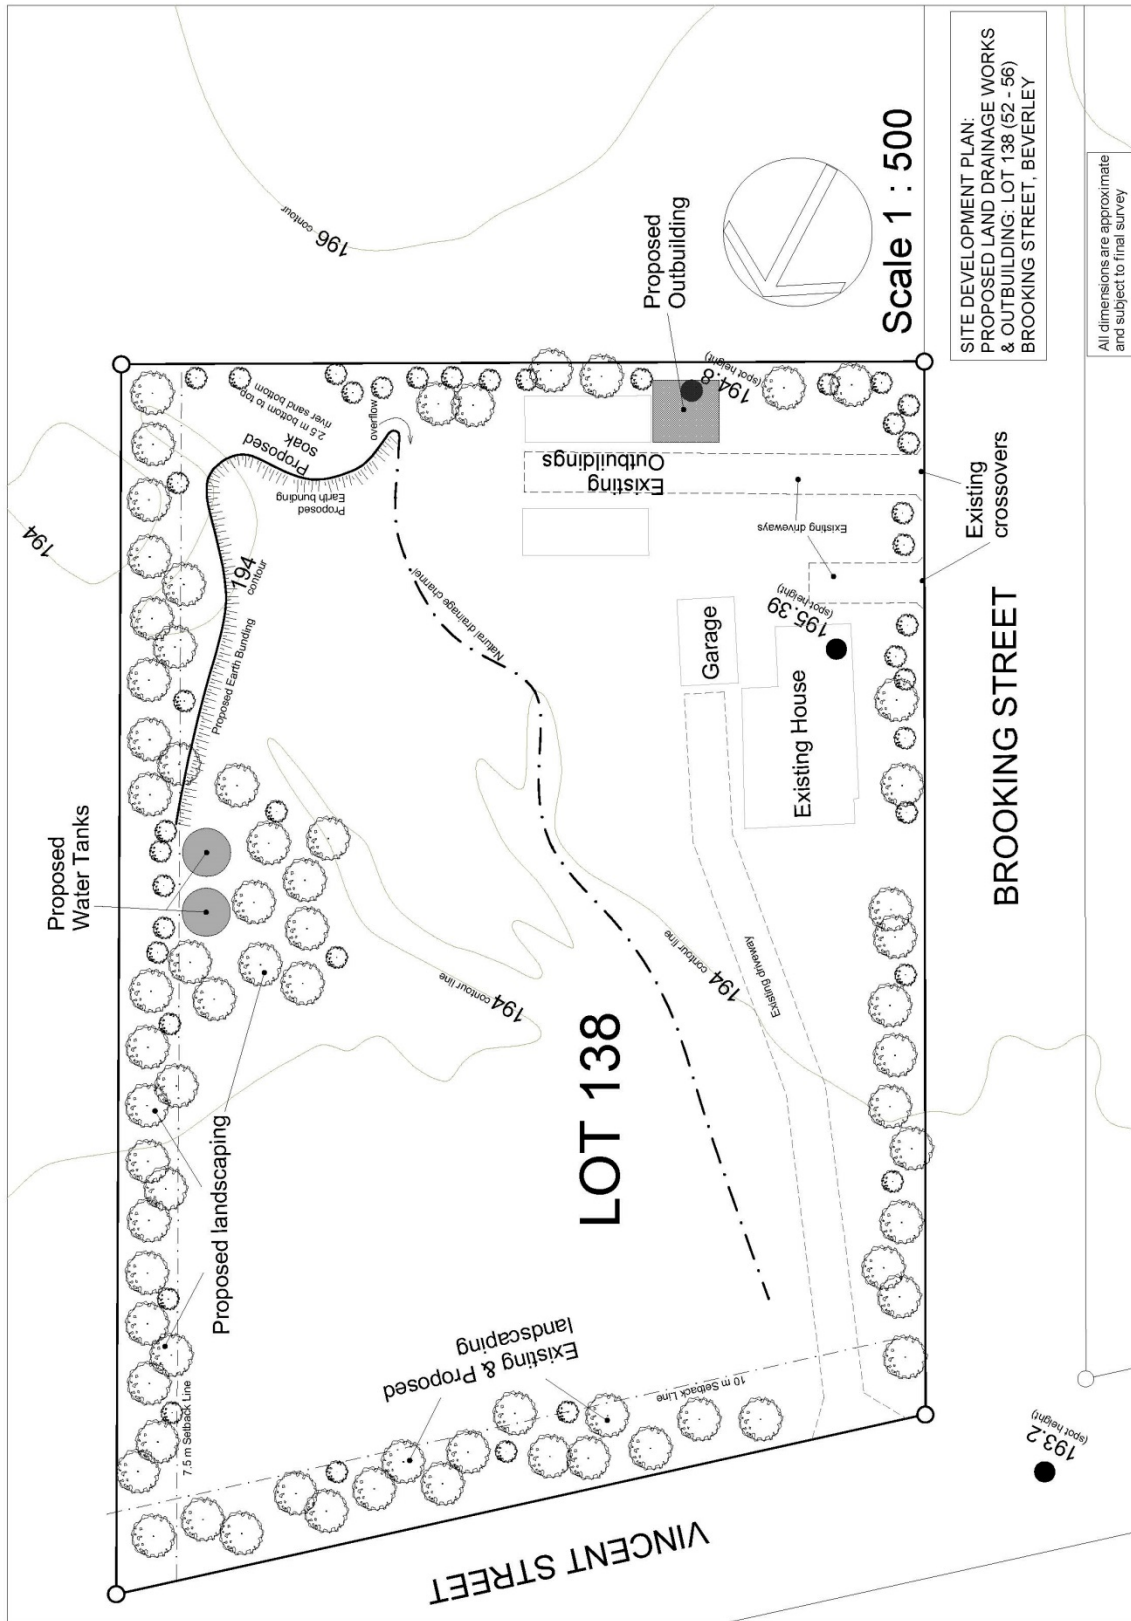 SITE DEVELOPMENT PLAN:
PROPOSED LAND DRAINAGE WORKS
& OUTBUILDING: LOT 138 (52 - 56)
BROOKING STREET, BEVERLEY
All dimensions are approximate
and subject to final survey
Scale 1 : 500
196 contour
Proposed
Outbuilding
194.8
(spot height)
Existing
Outbuildings
Existing driveways
Existing
crossovers
195.39
(spot height)
Garage
Existing House
BROOKING STREET
Proposed
soak
2.5 m bottom to top
river sand bottom
overflow
Proposed
Earth bunding
194
194
contour
Proposed Earth Bunding
Natural drainage channel
Proposed
Water Tanks
194 contour line
194 contour line
Existing driveway
LOT 138
Proposed landscaping
7.5 m Setback Line
Existing & Proposed
landscaping
10 m Setback Line
VINCENT STREET
193.2
(spot height)